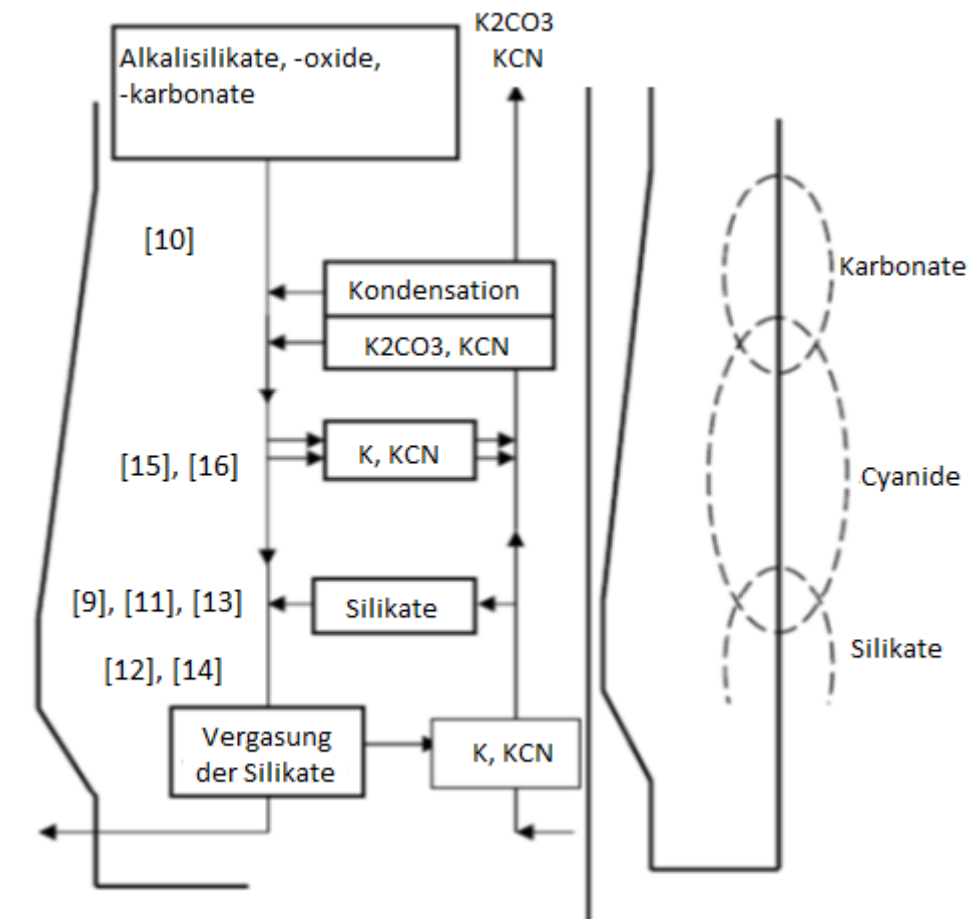 K2CO3
KCN
Alkalisilikate, -oxide,
-karbonate
[10]
Kondensation
K2CO3, KCN
K, KCN
[15], [16]
[9], [11], [13]
Silikate
[12], [14]
Vergasung
der Silikate
K, KCN
Karbonate
Cyanide
Silikate